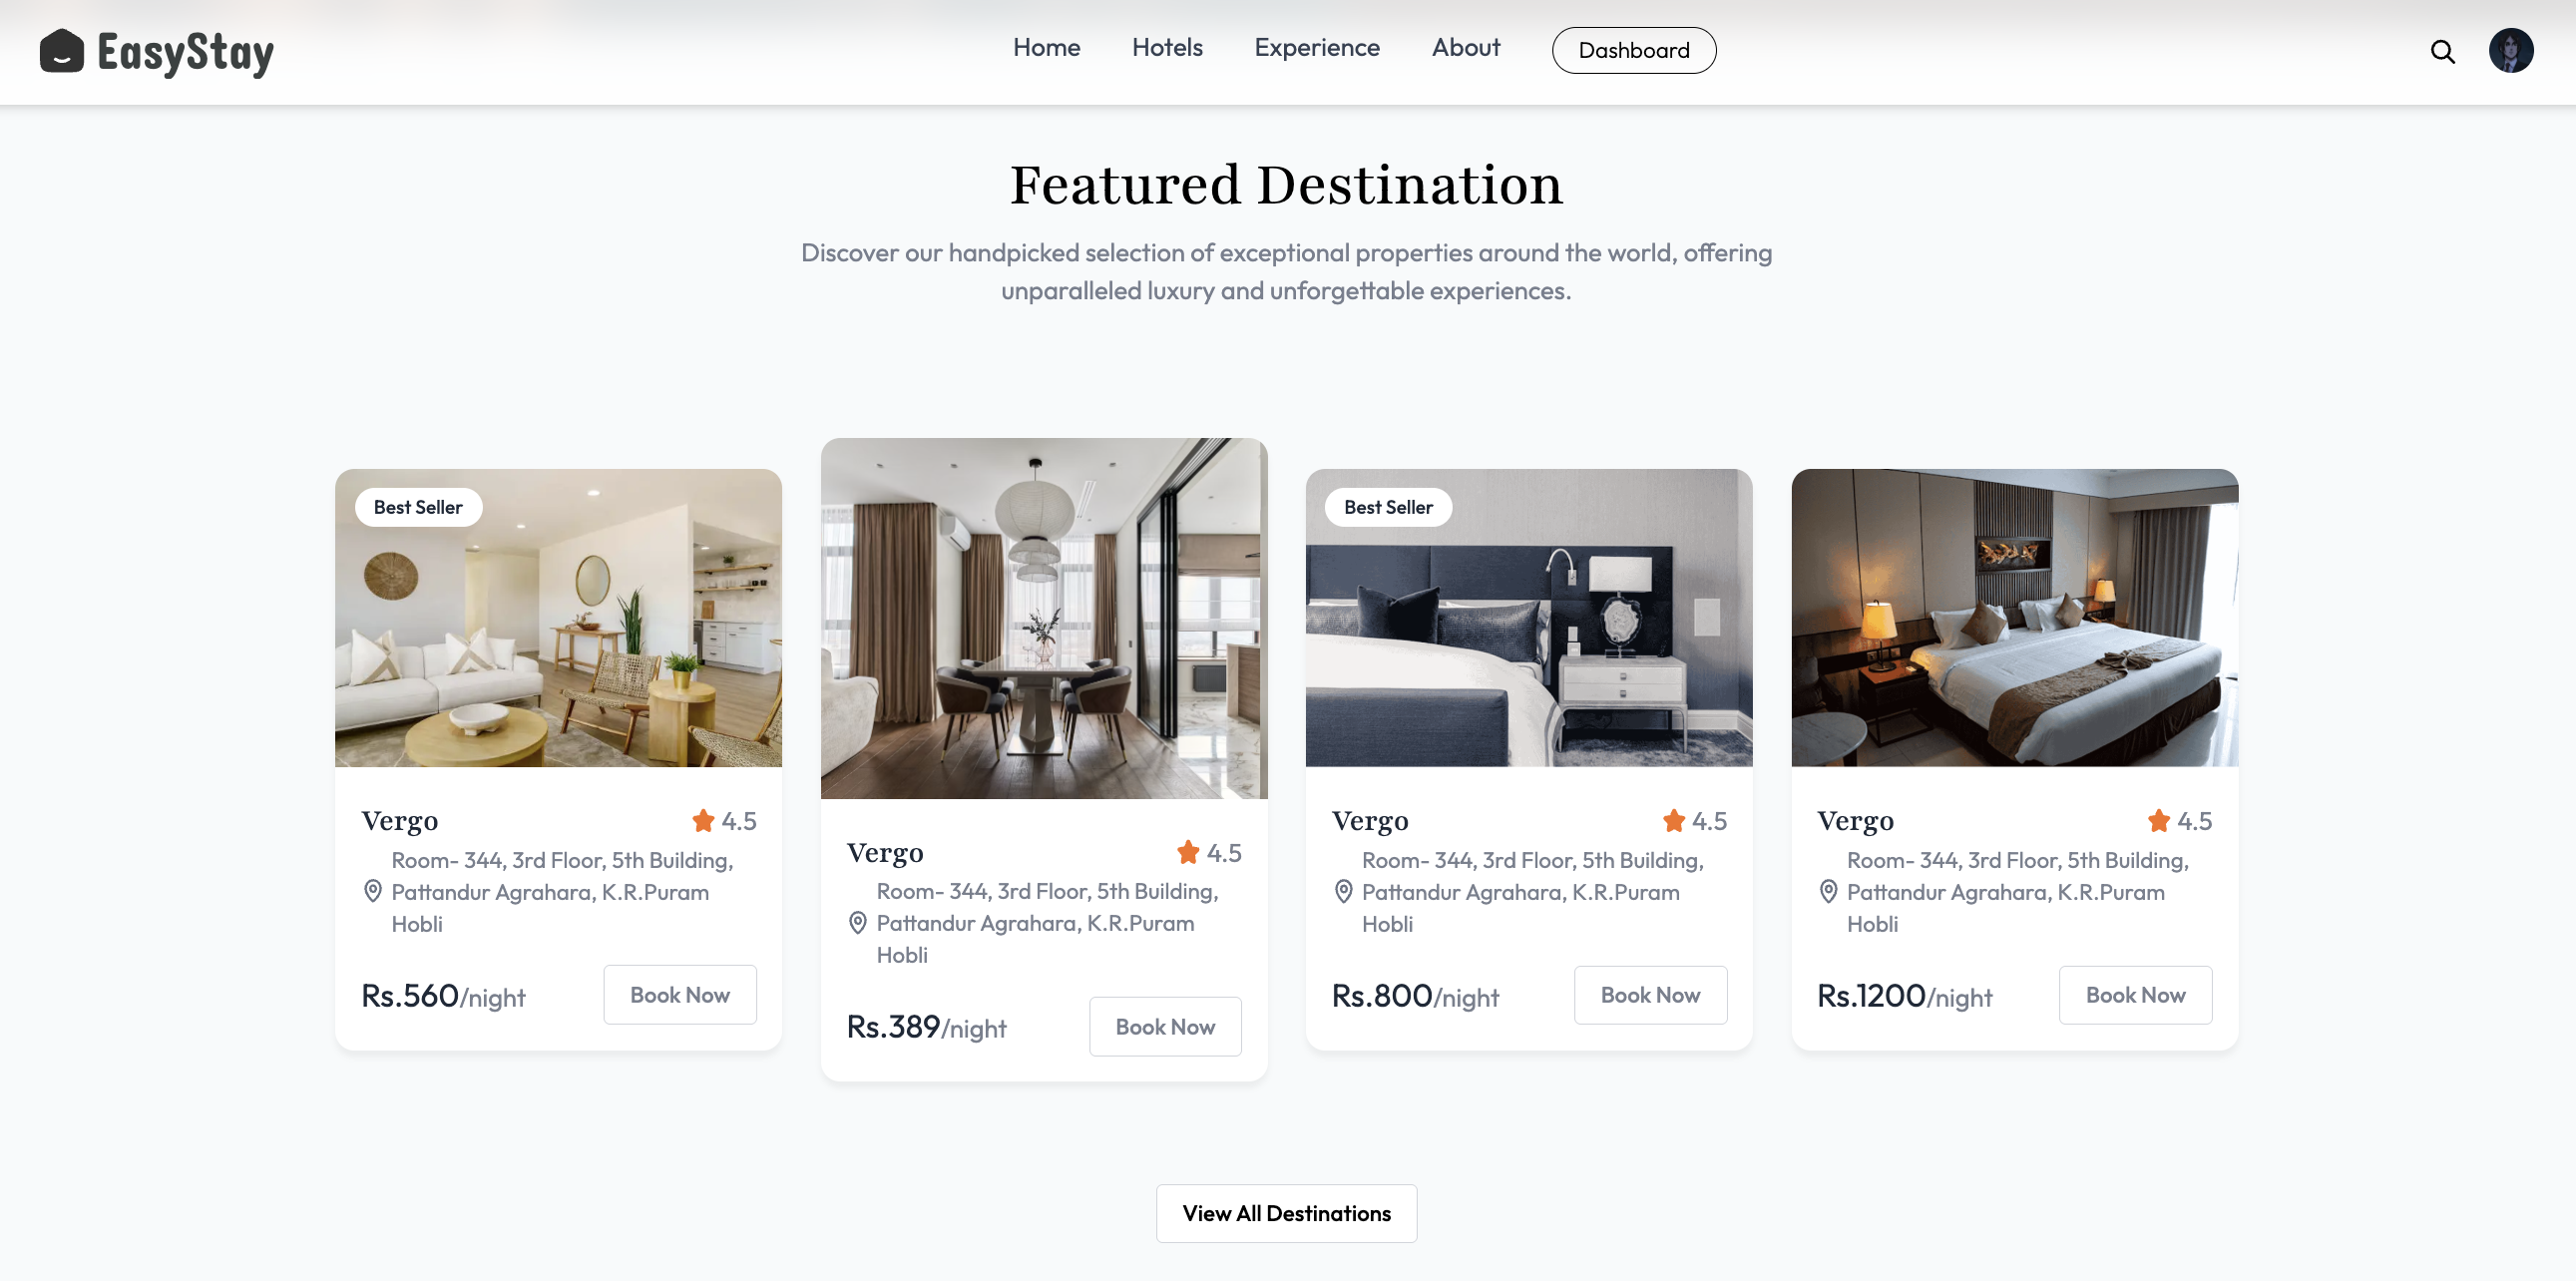 EasyStay
Home
Hotels
Experience
About
Dashboard
Featured Destination
Discover our handpicked selection of exceptional properties around the world, offering
unparalleled luxury and unforgettable experiences.
Best Seller
Vergo
4.5
Room- 344, 3rd Floor, 5th Building,
Pattandur Agrahara, K.R.Puram
Hobli
Rs.560/night
Book Now
Vergo
4.5
Room- 344, 3rd Floor, 5th Building,
Pattandur Agrahara, K.R.Puram
Hobli
Rs.389/night
Book Now
Best Seller
Vergo
4.5
Room- 344, 3rd Floor, 5th Building,
Pattandur Agrahara, K.R.Puram
Hobli
Rs.800/night
Book Now
Vergo
4.5
Room- 344, 3rd Floor, 5th Building,
Pattandur Agrahara, K.R.Puram
Hobli
Rs.1200/night
Book Now
View All Destinations